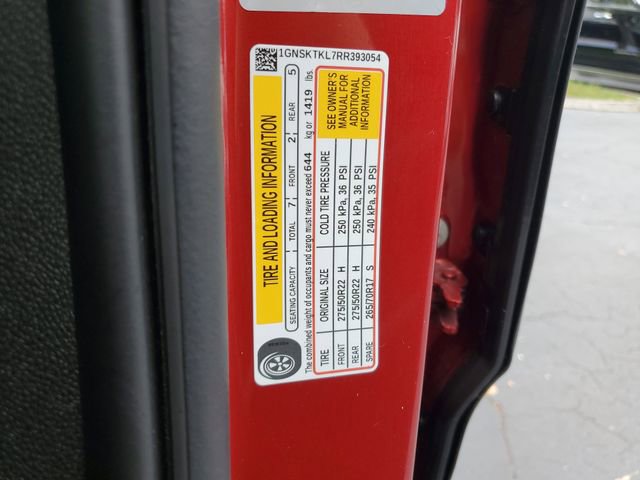 1GNSKTKL7RR393054
TIRE AND LOADING INFORMATION
SEATING CAPACITY TOTAL 7 FRONT 2 REAR 5
The combined weight of occupants and cargo must never exceed 644 kg or 1419 lbs.
TIRE ORIGINAL SIZE COLD TIRE PRESSURE
FRONT 275/50R22 H 250 kPa, 36 PSI
REAR 275/50R22 H 250 kPa, 36 PSI
SPARE 265/70R17 S 240 kPa, 35 PSI
SEE OWNER'S
MANUAL FOR
ADDITIONAL
INFORMATION